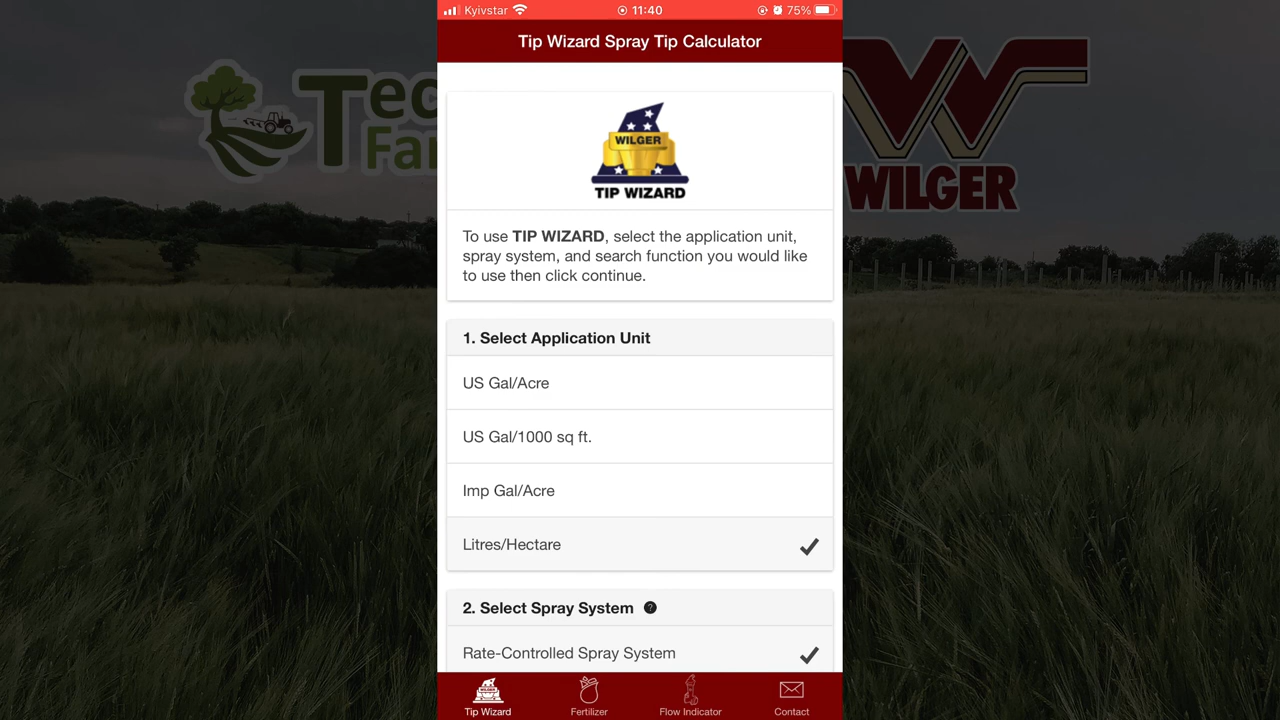 Kyivstar 11:40 75%
Tip Wizard Spray Tip Calculator
Tec
Far
WILGER
WILGER
TIP WIZARD
To use TIP WIZARD, select the application unit,
spray system, and search function you would like
to use then click continue.
1. Select Application Unit
US Gal/Acre
US Gal/1000 sq ft.
Imp Gal/Acre
Litres/Hectare
2. Select Spray System ?
Rate-Controlled Spray System
Tip Wizard Fertilizer Flow Indicator Contact